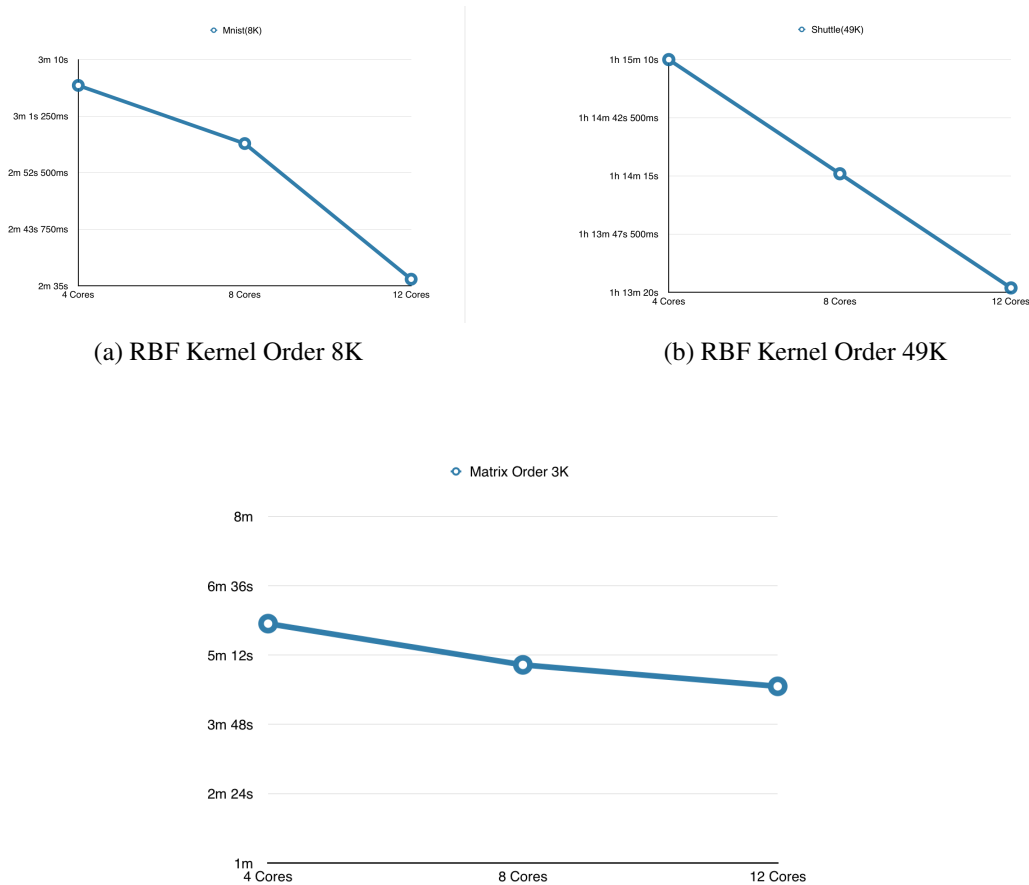 Mnist(8K)
3m 10s
3m 1s 250ms
2m 52s 500ms
2m 43s 750ms
2m 35s
4 Cores
8 Cores
12 Cores
(a) RBF Kernel Order 8K
Shuttle(49K)
1h 15m 10s
1h 14m 42s 500ms
1h 14m 15s
1h 13m 47s 500ms
1h 13m 20s
4 Cores
8 Cores
12 Cores
(b) RBF Kernel Order 49K
Matrix Order 3K
8m
6m 36s
5m 12s
3m 48s
2m 24s
1m
4 Cores
8 Cores
12 Cores